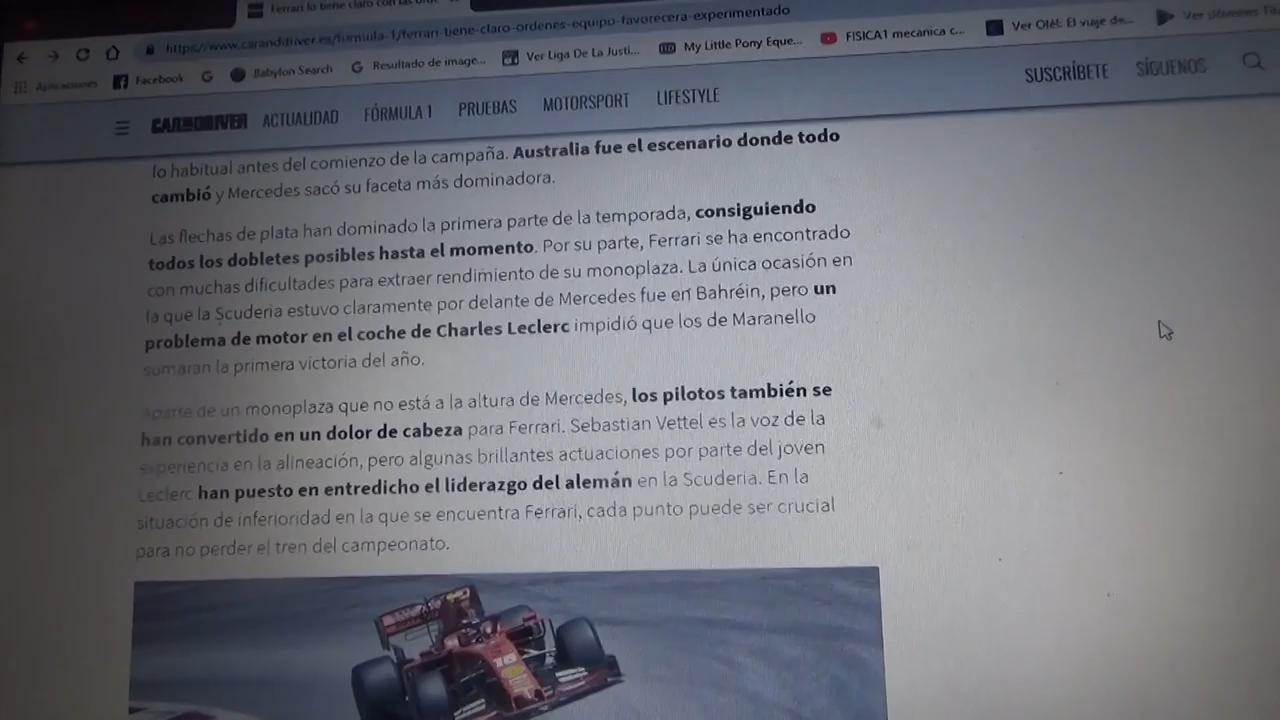 Ferrari lo tiene claro con las
https://www.caranddriver.es/formula-1/ferrari-tiene-claro-ordenes-equipo-favorecera-experimentado
Aplicaciones Facebook Babylon Search Resultado de image... Ver Liga De La Justi... My Little Pony Eque... FISICA1 mecanica c... Ver Olé!: El viaje de... Ver
CAR AND DRIVER ACTUALIDAD FÓRMULA 1 PRUEBAS MOTORSPORT LIFESTYLE SUSCRÍBETE SÍGUENOS
lo habitual antes del comienzo de la campaña. Australia fue el escenario donde todo
cambió y Mercedes sacó su faceta más dominadora.
Las flechas de plata han dominado la primera parte de la temporada, consiguiendo
todos los dobletes posibles hasta el momento. Por su parte, Ferrari se ha encontrado
con muchas dificultades para extraer rendimiento de su monoplaza. La única ocasión en
la que la Scuderia estuvo claramente por delante de Mercedes fue en Bahréin, pero un
problema de motor en el coche de Charles Leclerc impidió que los de Maranello
sumaran la primera victoria del año.
Aparte de un monoplaza que no está a la altura de Mercedes, los pilotos también se
han convertido en un dolor de cabeza para Ferrari. Sebastian Vettel es la voz de la
experiencia en la alineación, pero algunas brillantes actuaciones por parte del joven
Leclerc han puesto en entredicho el liderazgo del alemán en la Scuderia. En la
situación de inferioridad en la que se encuentra Ferrari, cada punto puede ser crucial
para no perder el tren del campeonato.
16